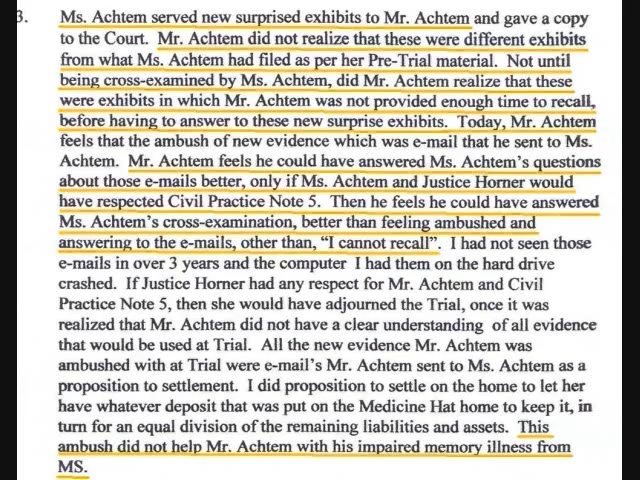 3. Ms. Achtem served new surprised exhibits to Mr. Achtem and gave a copy
to the Court. Mr. Achtem did not realize that these were different exhibits
from what Ms. Achtem had filed as per her Pre-Trial material. Not until
being cross-examined by Ms. Achtem, did Mr. Achtem realize that these
were exhibits in which Mr. Achtem was not provided enough time to recall,
before having to answer to these new surprise exhibits. Today, Mr. Achtem
feels that the ambush of new evidence which was e-mail that he sent to Ms.
Achtem. Mr. Achtem feels he could have answered Ms. Achtem's questions
about those e-mails better, only if Ms. Achtem and Justice Horner would
have respected Civil Practice Note 5. Then he feels he could have answered
Ms. Achtem's cross-examination, better than feeling ambushed and
answering to the e-mails, other than, "I cannot recall". I had not seen those
e-mails in over 3 years and the computer I had them on the hard drive
crashed. If Justice Horner had any respect for Mr. Achtem and Civil
Practice Note 5, then she would have adjourned the Trial, once it was
realized that Mr. Achtem did not have a clear understanding of all evidence
that would be used at Trial. All the new evidence Mr. Achtem was
ambushed with at Trial were e-mail's Mr. Achtem sent to Ms. Achtem as a
proposition to settlement. I did proposition to settle on the home to let her
have whatever deposit that was put on the Medicine Hat home to keep it, in
turn for an equal division of the remaining liabilities and assets. This
ambush did not help Mr. Achtem with his impaired memory illness from
MS.